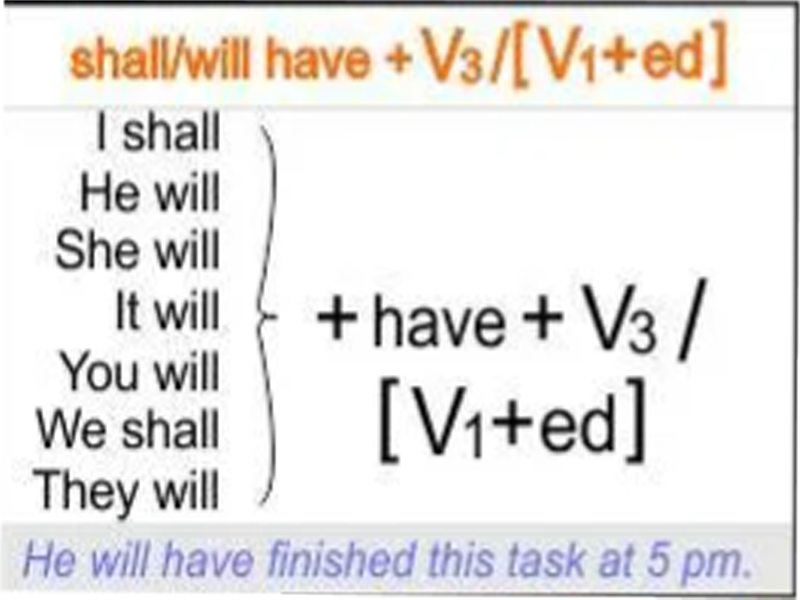 shall/will have + V3/[V1+ed]
I shall
He will
She will
It will
You will
We shall
They will
+ have + V3 /
[V1+ed]
He will have finished this task at 5 pm.